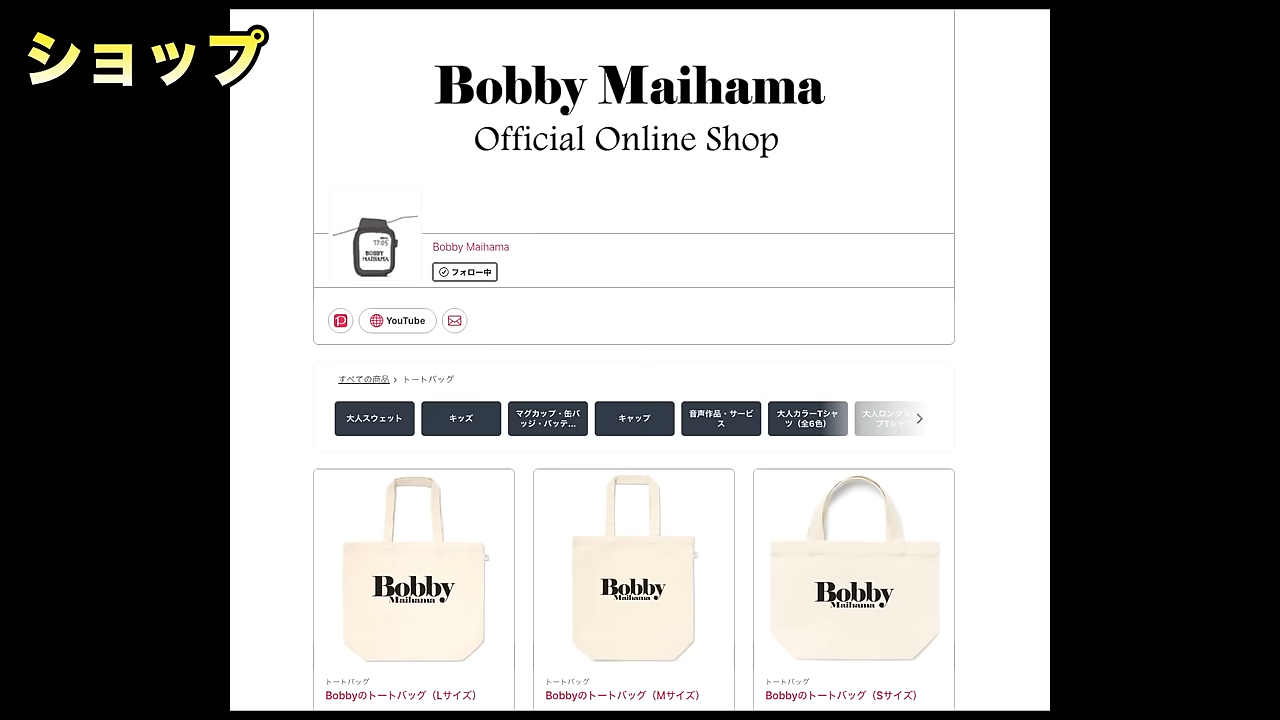 ショップ
Bobby Maihama
Official Online Shop
17:05
BOBBY
MAIHAMA
Bobby Maihama
フォロー中
YouTube
すべての商品 › トートバッグ
大人スウェット
キッズ
マグカップ・缶バ
ッジ・バッテ...
キャップ
音声作品・サービ
ス
大人カラーTシャ
ツ（全6色）
Bobby
Maihama
Bobby
Maihama
Bobby
Maihama
トートバッグ
Bobbyのトートバッグ（Lサイズ）
トートバッグ
Bobbyのトートバッグ（Mサイズ）
トートバッグ
Bobbyのトートバッグ（Sサイズ）